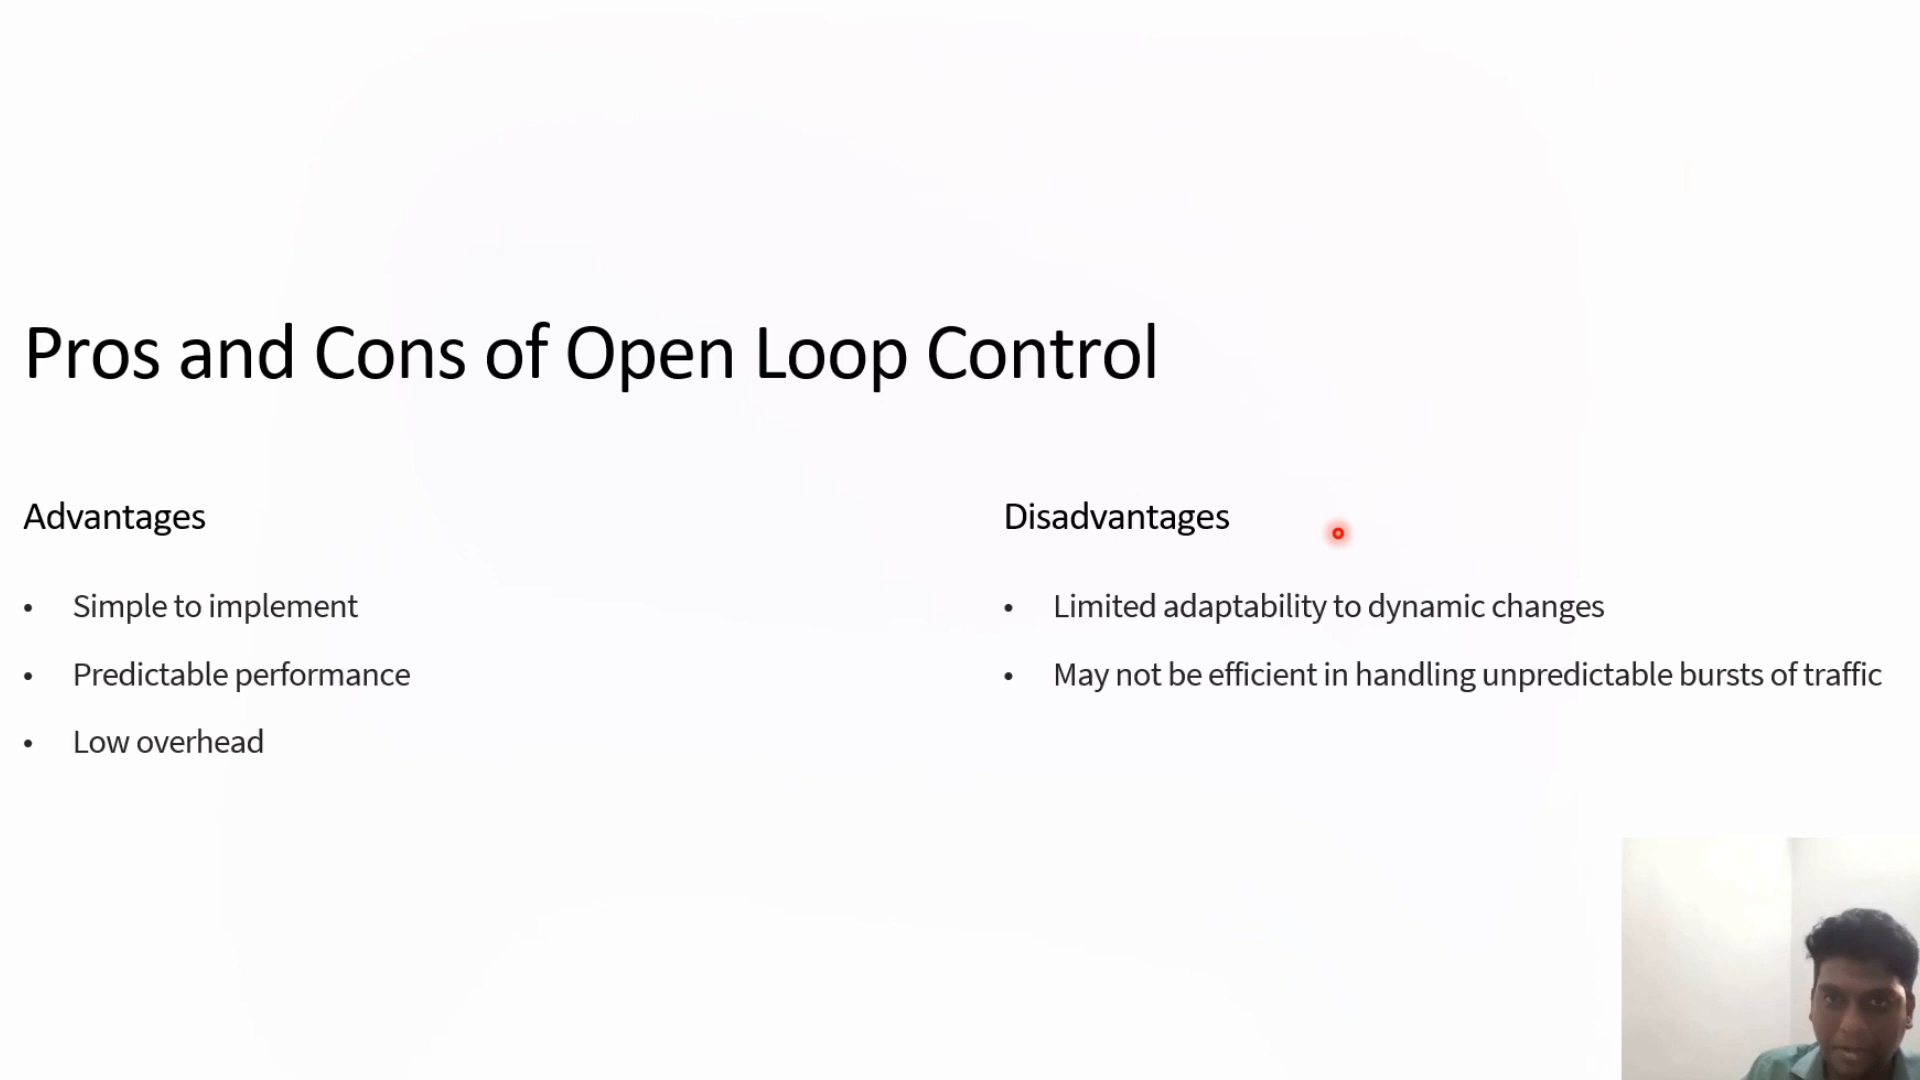 Pros and Cons of Open Loop Control
Advantages
• Simple to implement
• Predictable performance
• Low overhead
Disadvantages
• Limited adaptability to dynamic changes
• May not be efficient in handling unpredictable bursts of traffic